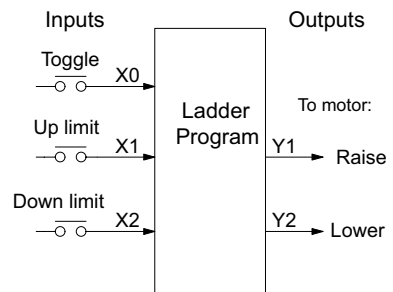 Inputs
Outputs
Toggle
X0
Up limit
X1
Down limit
X2
Ladder
Program
To motor:
Y1
Raise
Y2
Lower